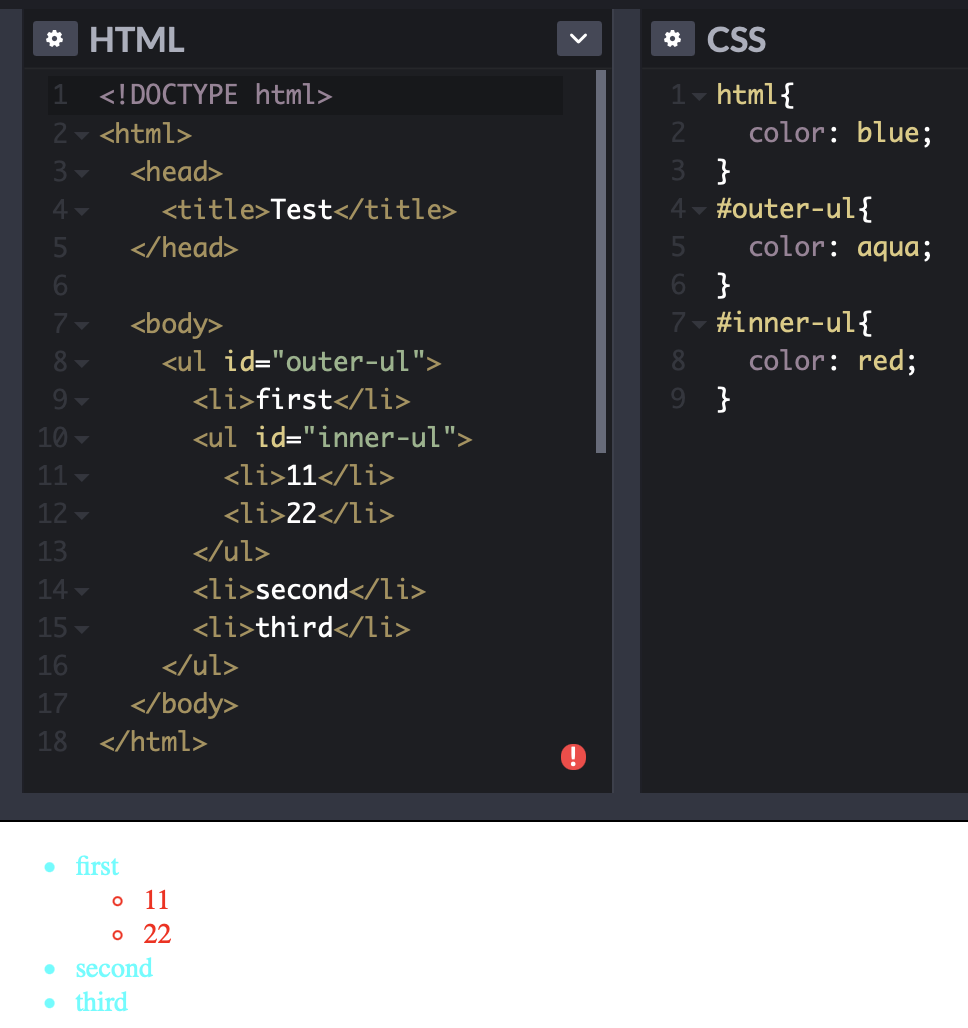 HTML
1 <!DOCTYPE html>
2 <html>
3   <head>
4     <title>Test</title>
5   </head>
6
7   <body>
8     <ul id="outer-ul">
9       <li>first</li>
10       <ul id="inner-ul">
11         <li>11</li>
12         <li>22</li>
13       </ul>
14       <li>second</li>
15       <li>third</li>
16     </ul>
17   </body>
18 </html>
!
CSS
1 html{
2   color: blue;
3 }
4 #outer-ul{
5   color: aqua;
6 }
7 #inner-ul{
8   color: red;
9 }
first
11
22
second
third